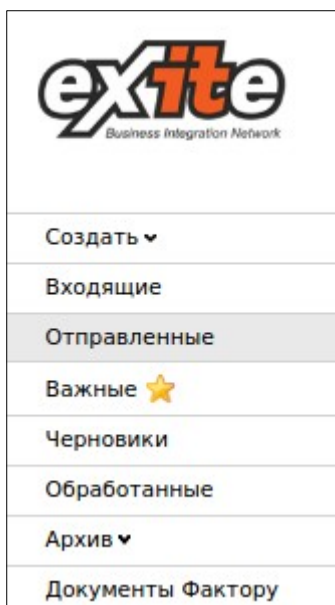 exite
Business Integration Network
Создать
Входящие
Отправленные
Важные
Черновики
Обработанные
Архив
Документы Фактору